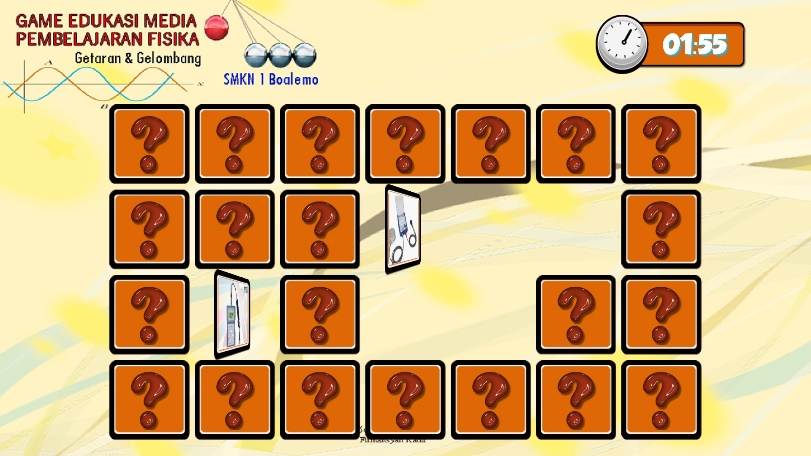 GAME EDUKASI MEDIA
PEMBELAJARAN FISIKA
Getaran & Gelombang
SMKN 1 Boalemo
01:55
A
x
? ? ? ? ? ? ?
? ? ? ?
? ? ? ?
? ? ? ? ? ? ?